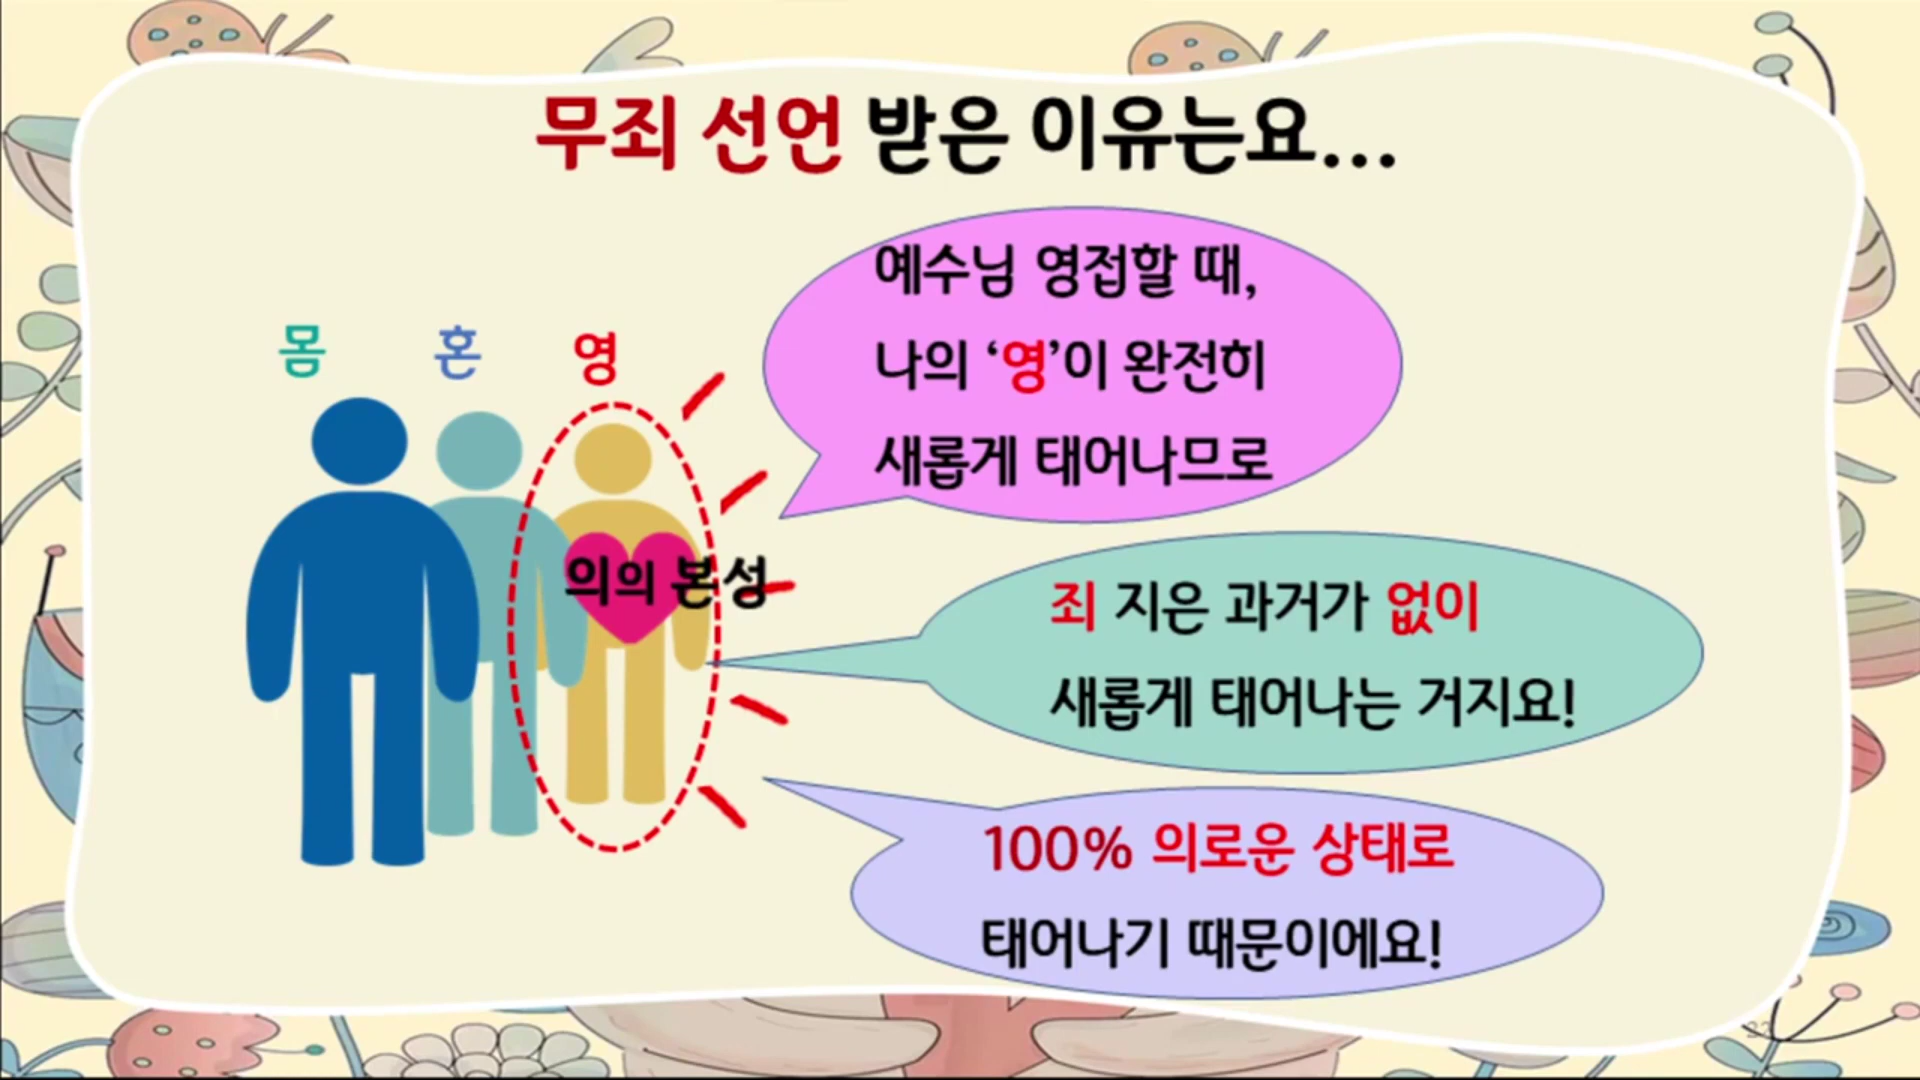 무죄 선언 받은 이유는요...
몸 혼 영
예수님 영접할 때,
나의 ‘영’이 완전히
새롭게 태어나므로
의의 본성
죄 지은 과거가 없이
새롭게 태어나는 거지요!
100% 의로운 상태로
태어나기 때문이에요!